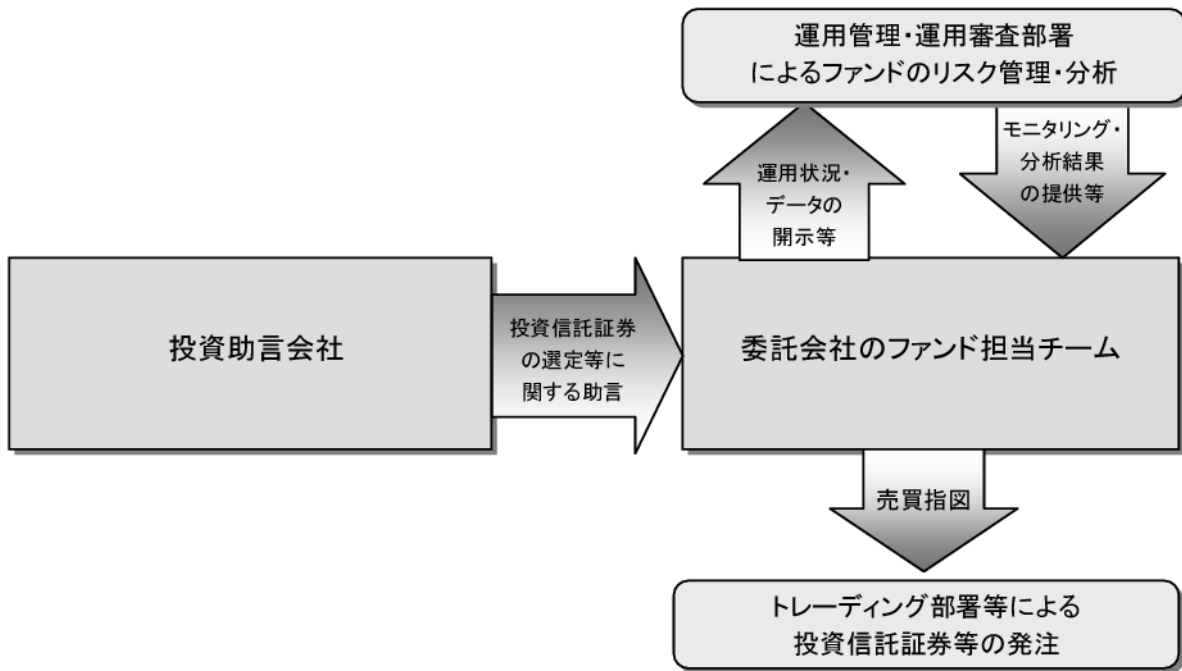 運用管理・運用審査部署
によるファンドのリスク管理・分析
運用状況・
データの
開示等
モニタリング・
分析結果
の提供等
投資助言会社
投資信託証券
の選定等に
関する助言
委託会社のファンド担当チーム
売買指図
トレーディング部署等による
投資信託証券等の発注